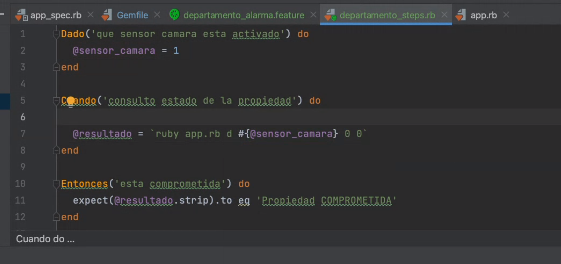 app_spec.rb Gemfile departamento_alarma.feature departamento_steps.rb app.rb
1 Dado('que sensor camara esta activado') do
2 @sensor_camara = 1
3 end
4
5 Cuando('consulto estado de la propiedad') do
6
7 @resultado = `ruby app.rb d #{@sensor_camara} 0 0`
8 end
9
10 Entonces('esta comprometida') do
11 expect(@resultado.strip).to eq 'Propiedad COMPROMETIDA'
12 end
Cuando do ...